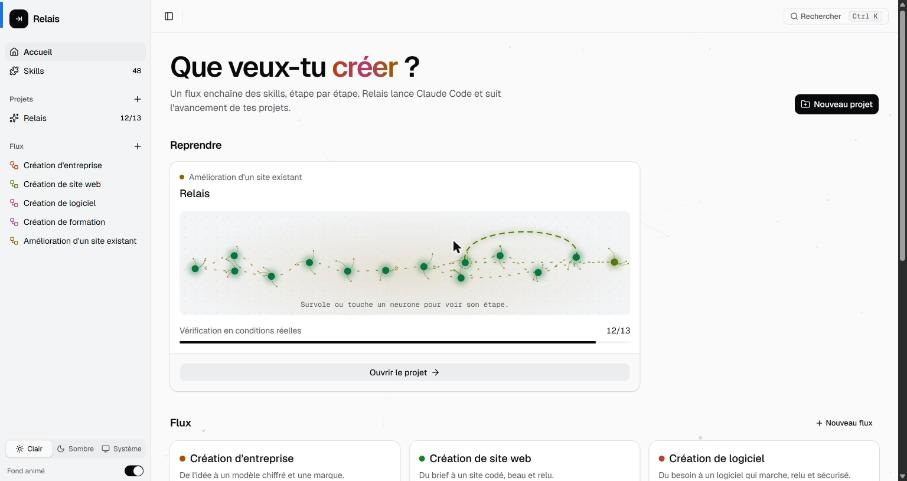 Relais
Rechercher
Ctrl K
Accueil
Skills
48
Projets
Relais
12/13
Flux
Création d'entreprise
Création de site web
Création de logiciel
Création de formation
Amélioration d'un site existant
Clair
Sombre
Système
Fond animé
Que veux-tu créer ?
Un flux enchaîne des skills, étape par étape. Relais lance Claude Code et suit
l'avancement de tes projets.
Nouveau projet
Reprendre
Amélioration d'un site existant
Relais
Survole ou touche un neurone pour voir son étape.
Vérification en conditions réelles
12/13
Ouvrir le projet
Flux
Nouveau flux
Création d'entreprise
De l'idée à un modèle chiffré et une marque.
Création de site web
Du brief à un site codé, beau et relu.
Création de logiciel
Du besoin à un logiciel qui marche, relu et sécurisé.